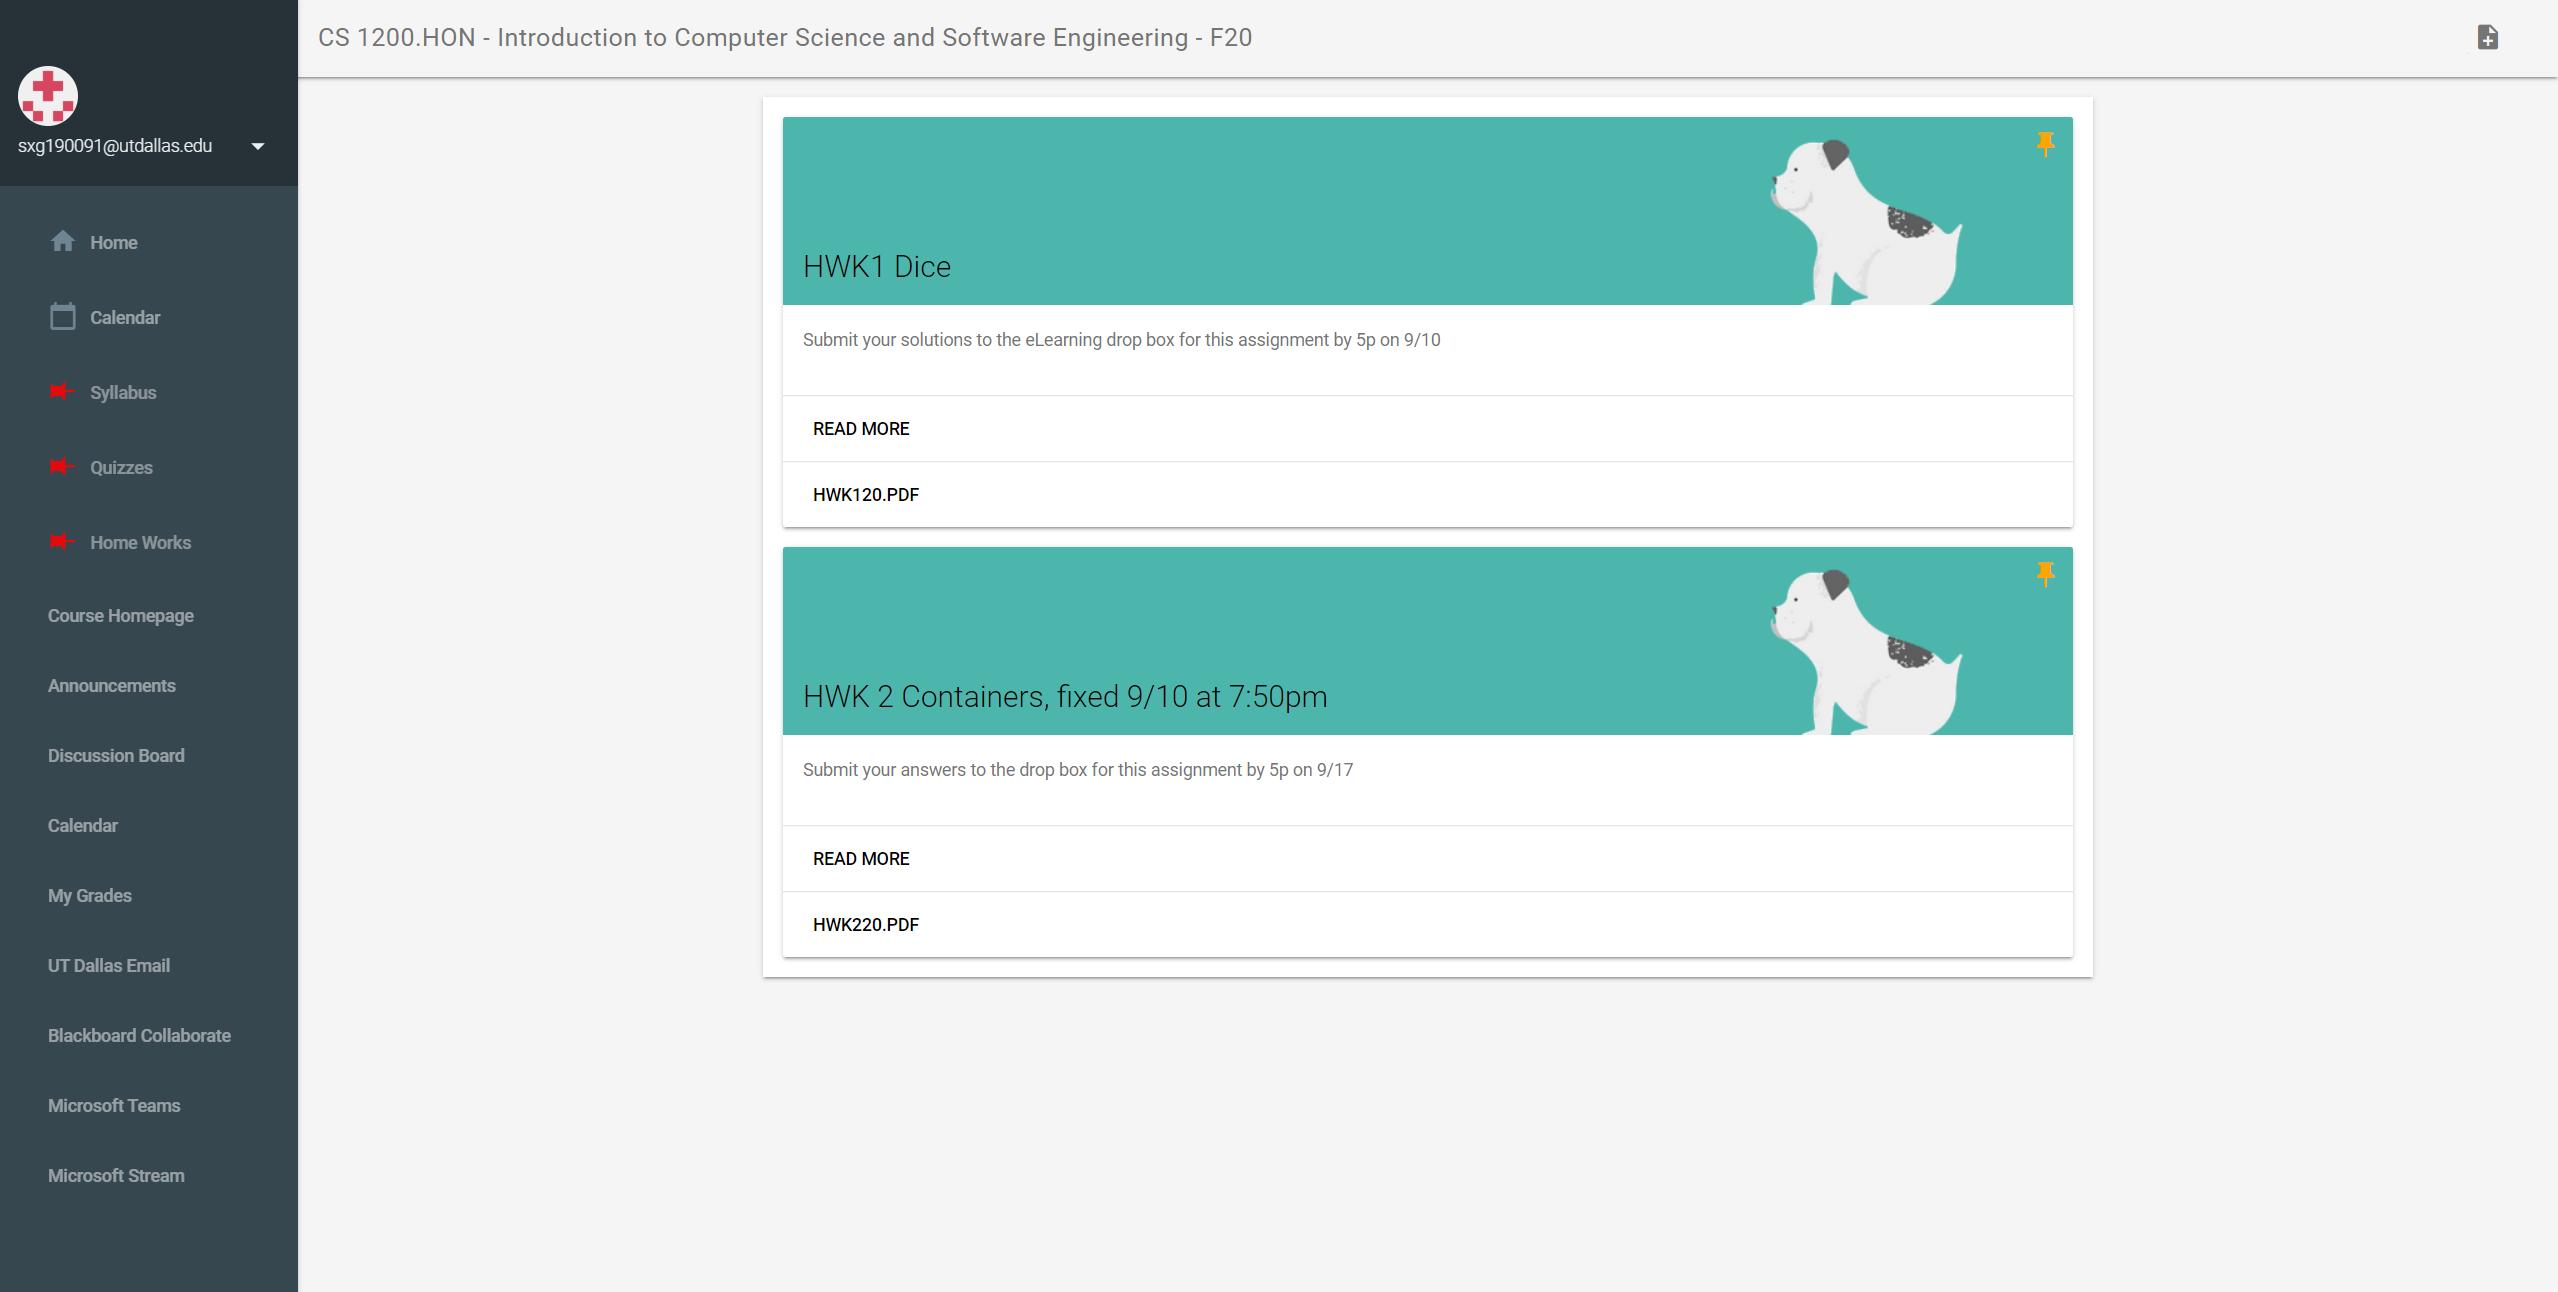 CS 1200.HON - Introduction to Computer Science and Software Engineering - F20
sxg190091@utdallas.edu
Home
Calendar
Syllabus
Quizzes
Home Works
Course Homepage
Announcements
Discussion Board
Calendar
My Grades
UT Dallas Email
Blackboard Collaborate
Microsoft Teams
Microsoft Stream
HWK1 Dice
Submit your solutions to the eLearning drop box for this assignment by 5p on 9/10
READ MORE
HWK120.PDF
HWK 2 Containers, fixed 9/10 at 7:50pm
Submit your answers to the drop box for this assignment by 5p on 9/17
READ MORE
HWK220.PDF